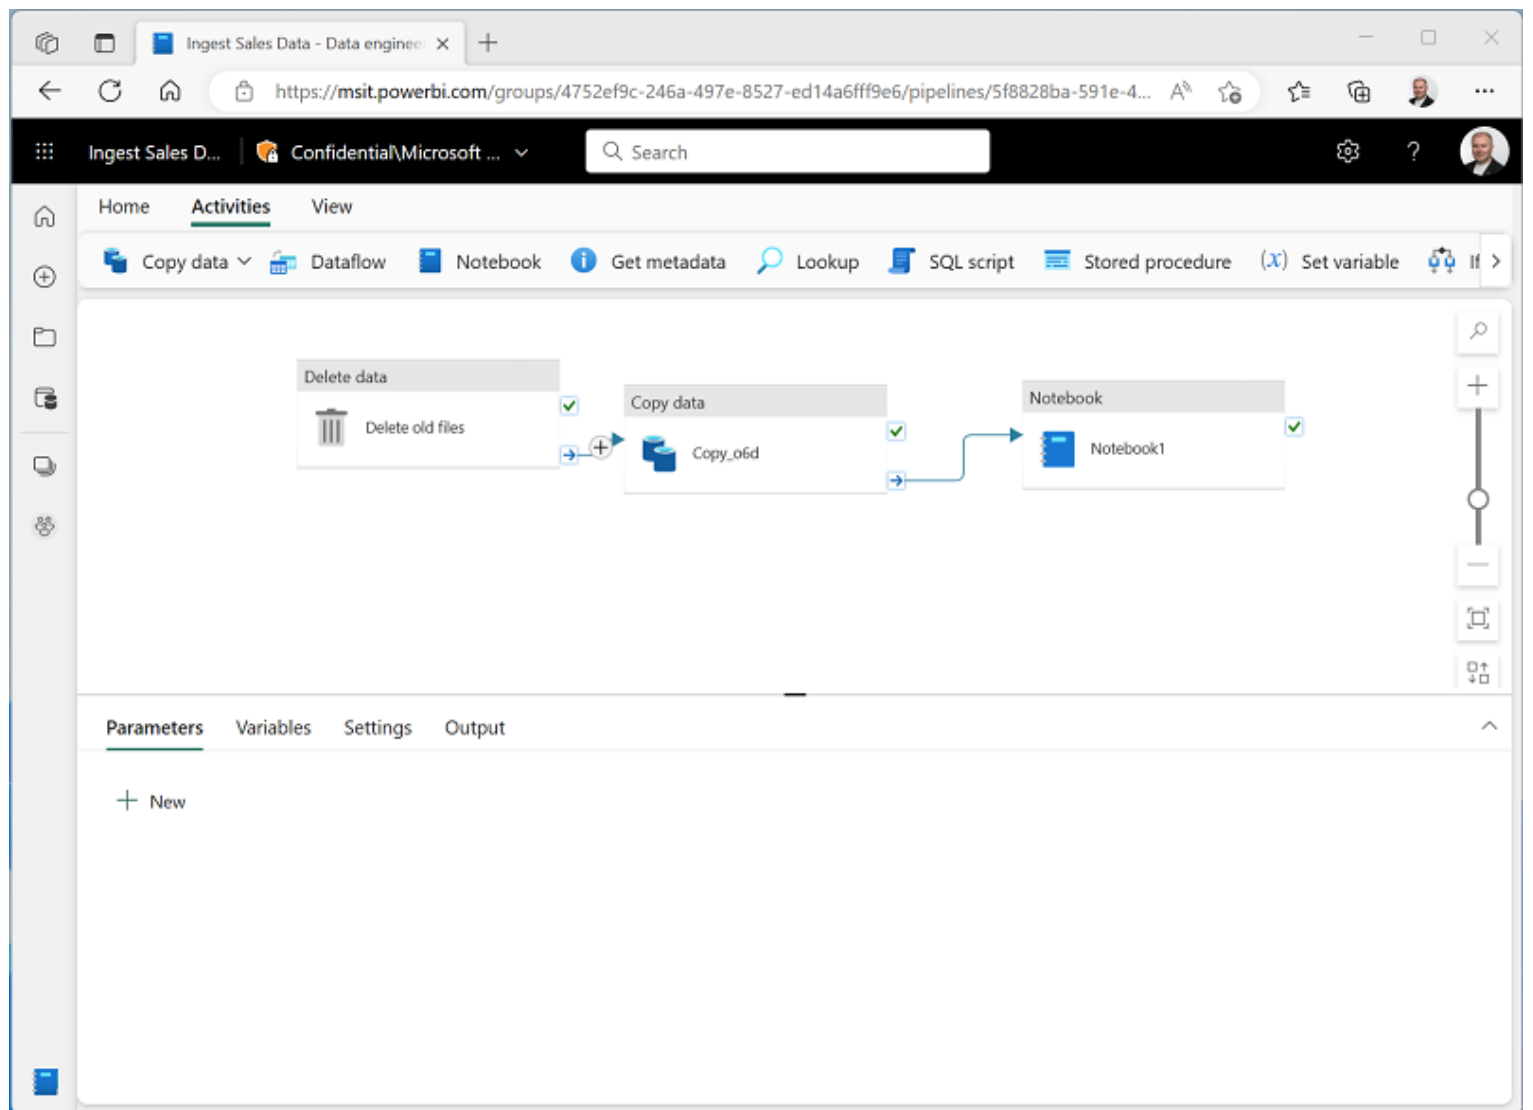 Ingest Sales Data - Data enginee
https://msit.powerbi.com/groups/4752ef9c-246a-497e-8527-ed14a6fff9e6/pipelines/5f8828ba-591e-4...
Ingest Sales D... Confidential\Microsoft ... Search
Home Activities View
Copy data Dataflow Notebook Get metadata Lookup SQL script Stored procedure (x) Set variable If
Delete data
Delete old files
Copy data
Copy_o6d
Notebook
Notebook1
Parameters Variables Settings Output
New